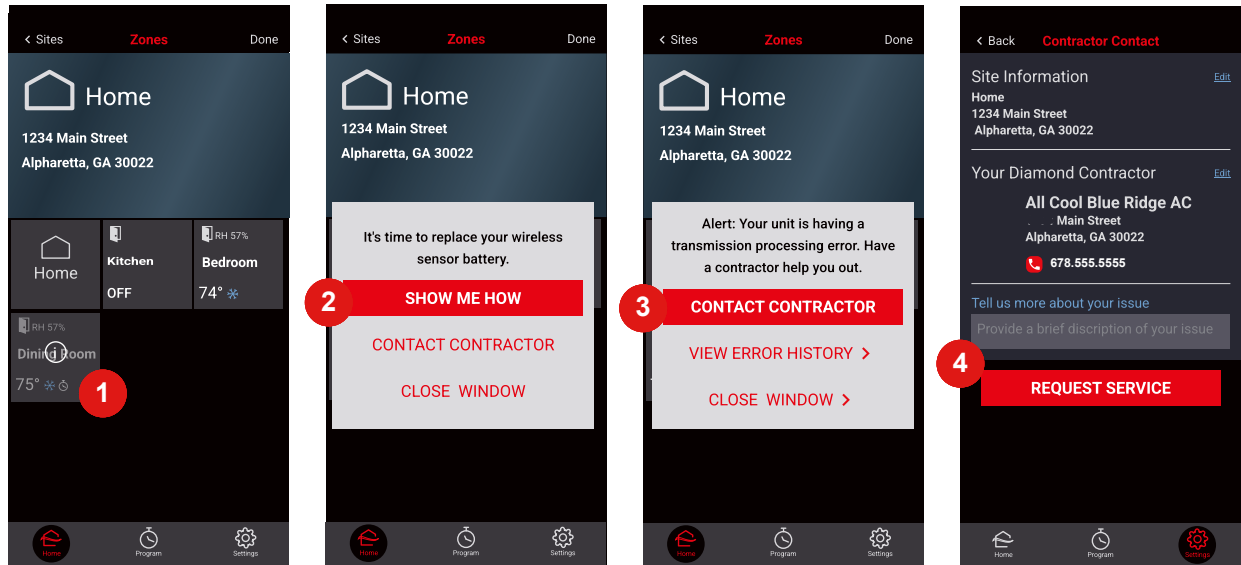 < Sites Zones Done
Home
1234 Main Street
Alpharetta, GA 30022
Home
Kitchen
OFF
RH 57%
Bedroom
74°
RH 57%
Dining Room
75°
1
Home Program Settings
< Sites Zones Done
Home
1234 Main Street
Alpharetta, GA 30022
It's time to replace your wireless
sensor battery.
2
SHOW ME HOW
CONTACT CONTRACTOR
CLOSE WINDOW
Home Program Settings
< Sites Zones Done
Home
1234 Main Street
Alpharetta, GA 30022
Alert: Your unit is having a
transmission processing error. Have
a contractor help you out.
3
CONTACT CONTRACTOR
VIEW ERROR HISTORY >
CLOSE WINDOW >
Home Program Settings
< Back Contractor Contact
Site Information Edit
Home
1234 Main Street
Alpharetta, GA 30022
Your Diamond Contractor Edit
All Cool Blue Ridge AC
Main Street
Alpharetta, GA 30022
678.555.5555
Tell us more about your issue
Provide a brief discription of your issue
4
REQUEST SERVICE
Home Program Settings